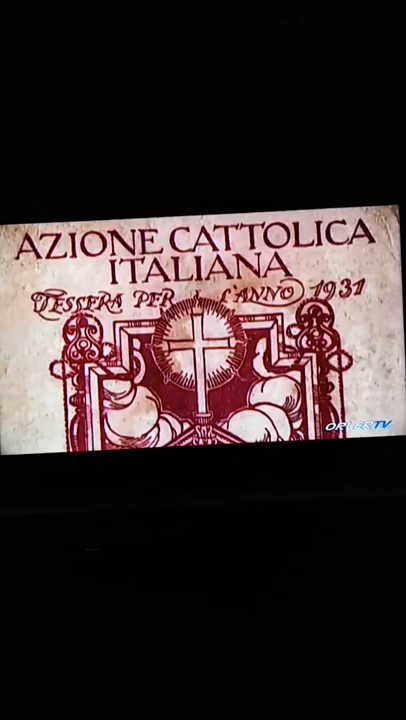 AZIONE CATTOLICA
ITALIANA
TESSERA PER L'ANNO 1931
ORLER TV